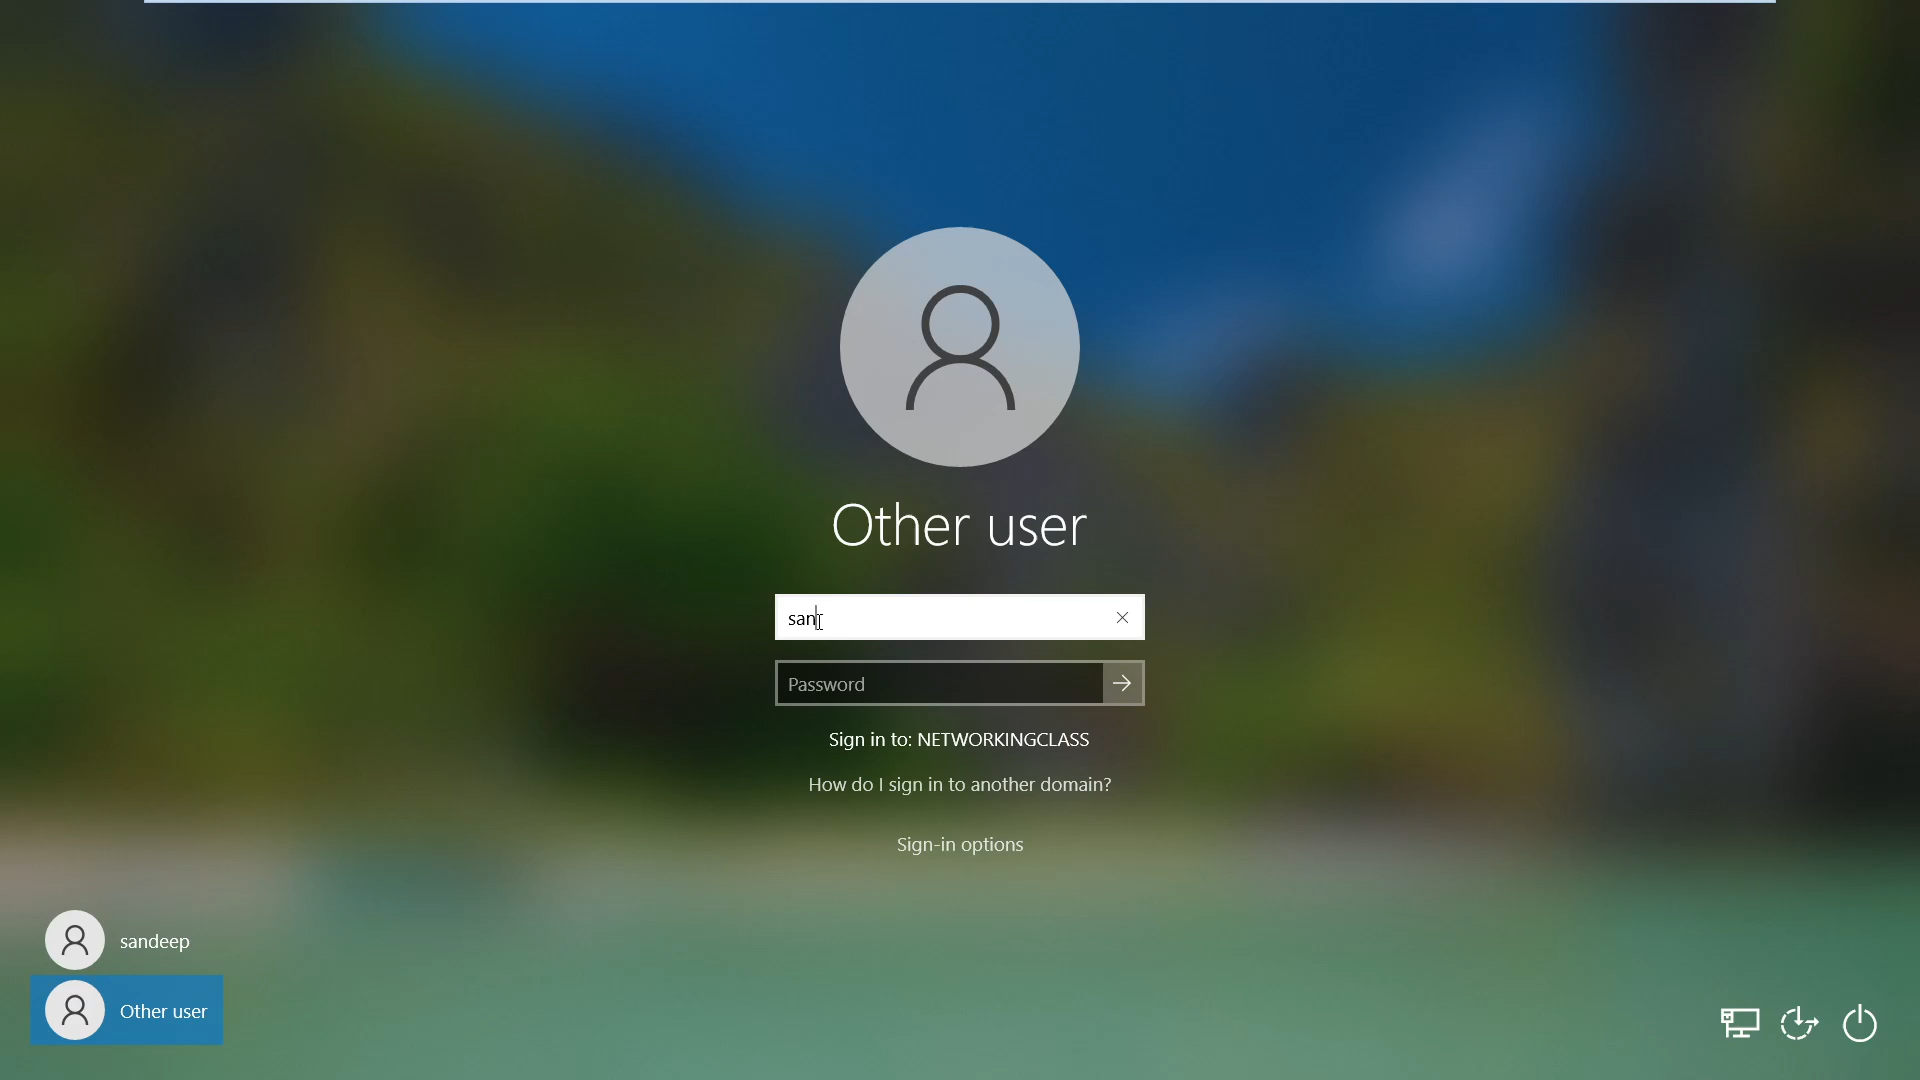 Other user
san
Password
Sign in to: NETWORKINGCLASS
How do I sign in to another domain?
Sign-in options
sandeep
Other user